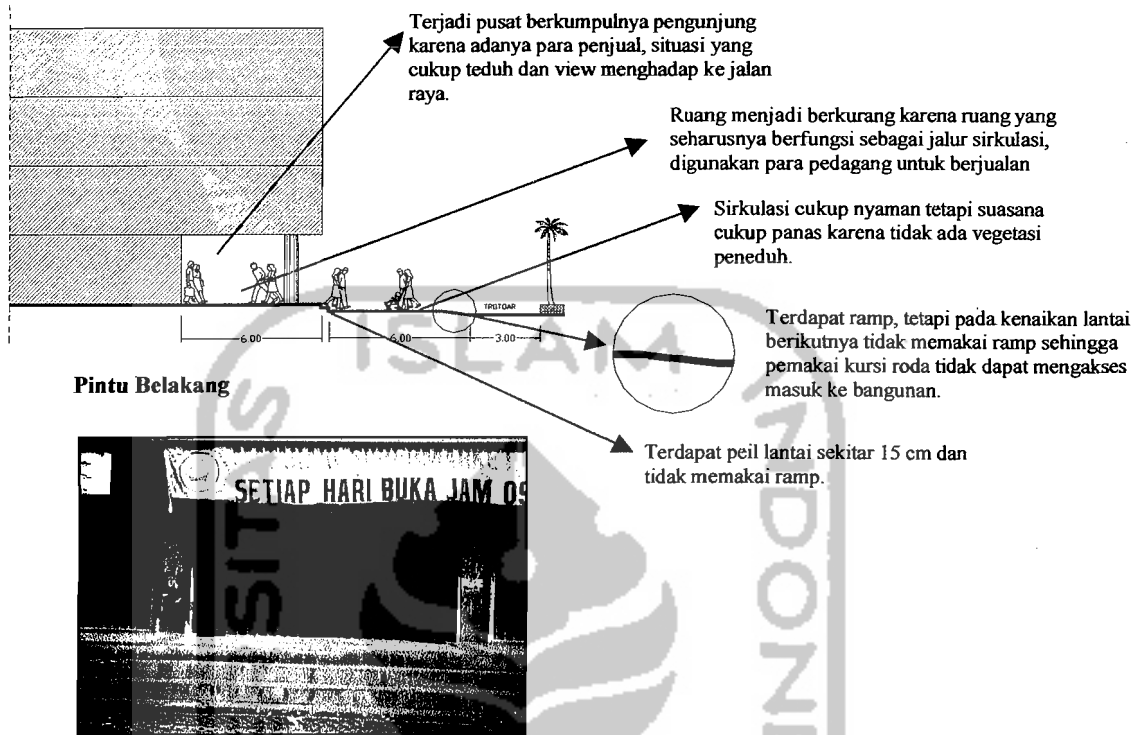 Terjadi pusat berkumpulnya pengunjung
karena adanya para penjual, situasi yang
cukup teduh dan view menghadap ke jalan
raya.
Ruang menjadi berkurang karena ruang yang
seharusnya berfungsi sebagai jalur sirkulasi,
digunakan para pedagang untuk berjualan
Sirkulasi cukup nyaman tetapi suasana
cukup panas karena tidak ada vegetasi
peneduh.
TROTOAR
6.00
6.00
3.00
Terdapat ramp, tetapi pada kenaikan lantai
berikutnya tidak memakai ramp sehingga
pemakai kursi roda tidak dapat mengakses
masuk ke bangunan.
Pintu Belakang
Terdapat peil lantai sekitar 15 cm dan
tidak memakai ramp.
SETIAP HARI BUKA JAM 09
ISLAM
SITAS
NDON